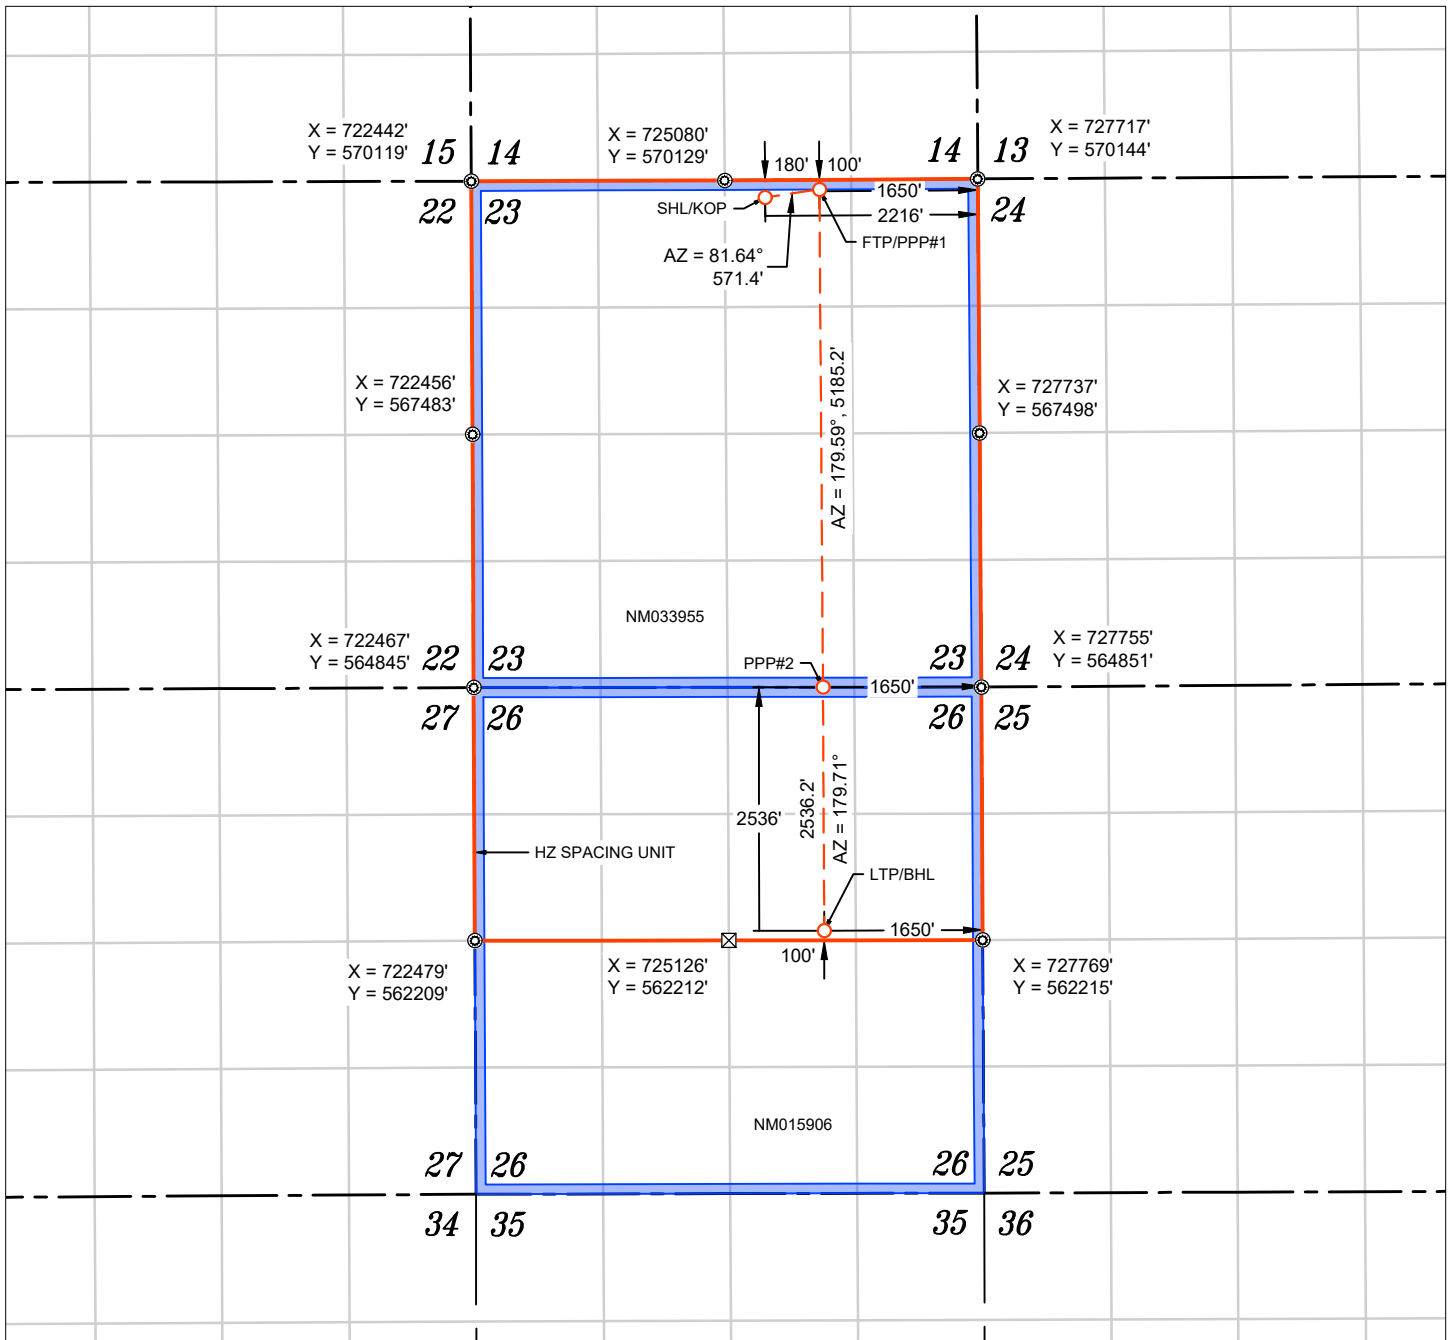 X = 722442'
Y = 570119'
15 14
X = 725080'
Y = 570129'
180' 100'
14 13
X = 727717'
Y = 570144'
22 23
SHL/KOP
1650'
2216'
24
FTP/PPP#1
AZ = 81.64°
571.4'
X = 722456'
Y = 567483'
AZ = 179.59°, 5185.2'
X = 727737'
Y = 567498'
NM033955
X = 722467'
Y = 564845'
22 23
PPP#2
23 24
X = 727755'
Y = 564851'
1650'
27 26
26 25
2536'
2536.2'
AZ = 179.71°
HZ SPACING UNIT
LTP/BHL
1650'
100'
X = 722479'
Y = 562209'
X = 725126'
Y = 562212'
X = 727769'
Y = 562215'
NM015906
27 26
26 25
34 35
35 36